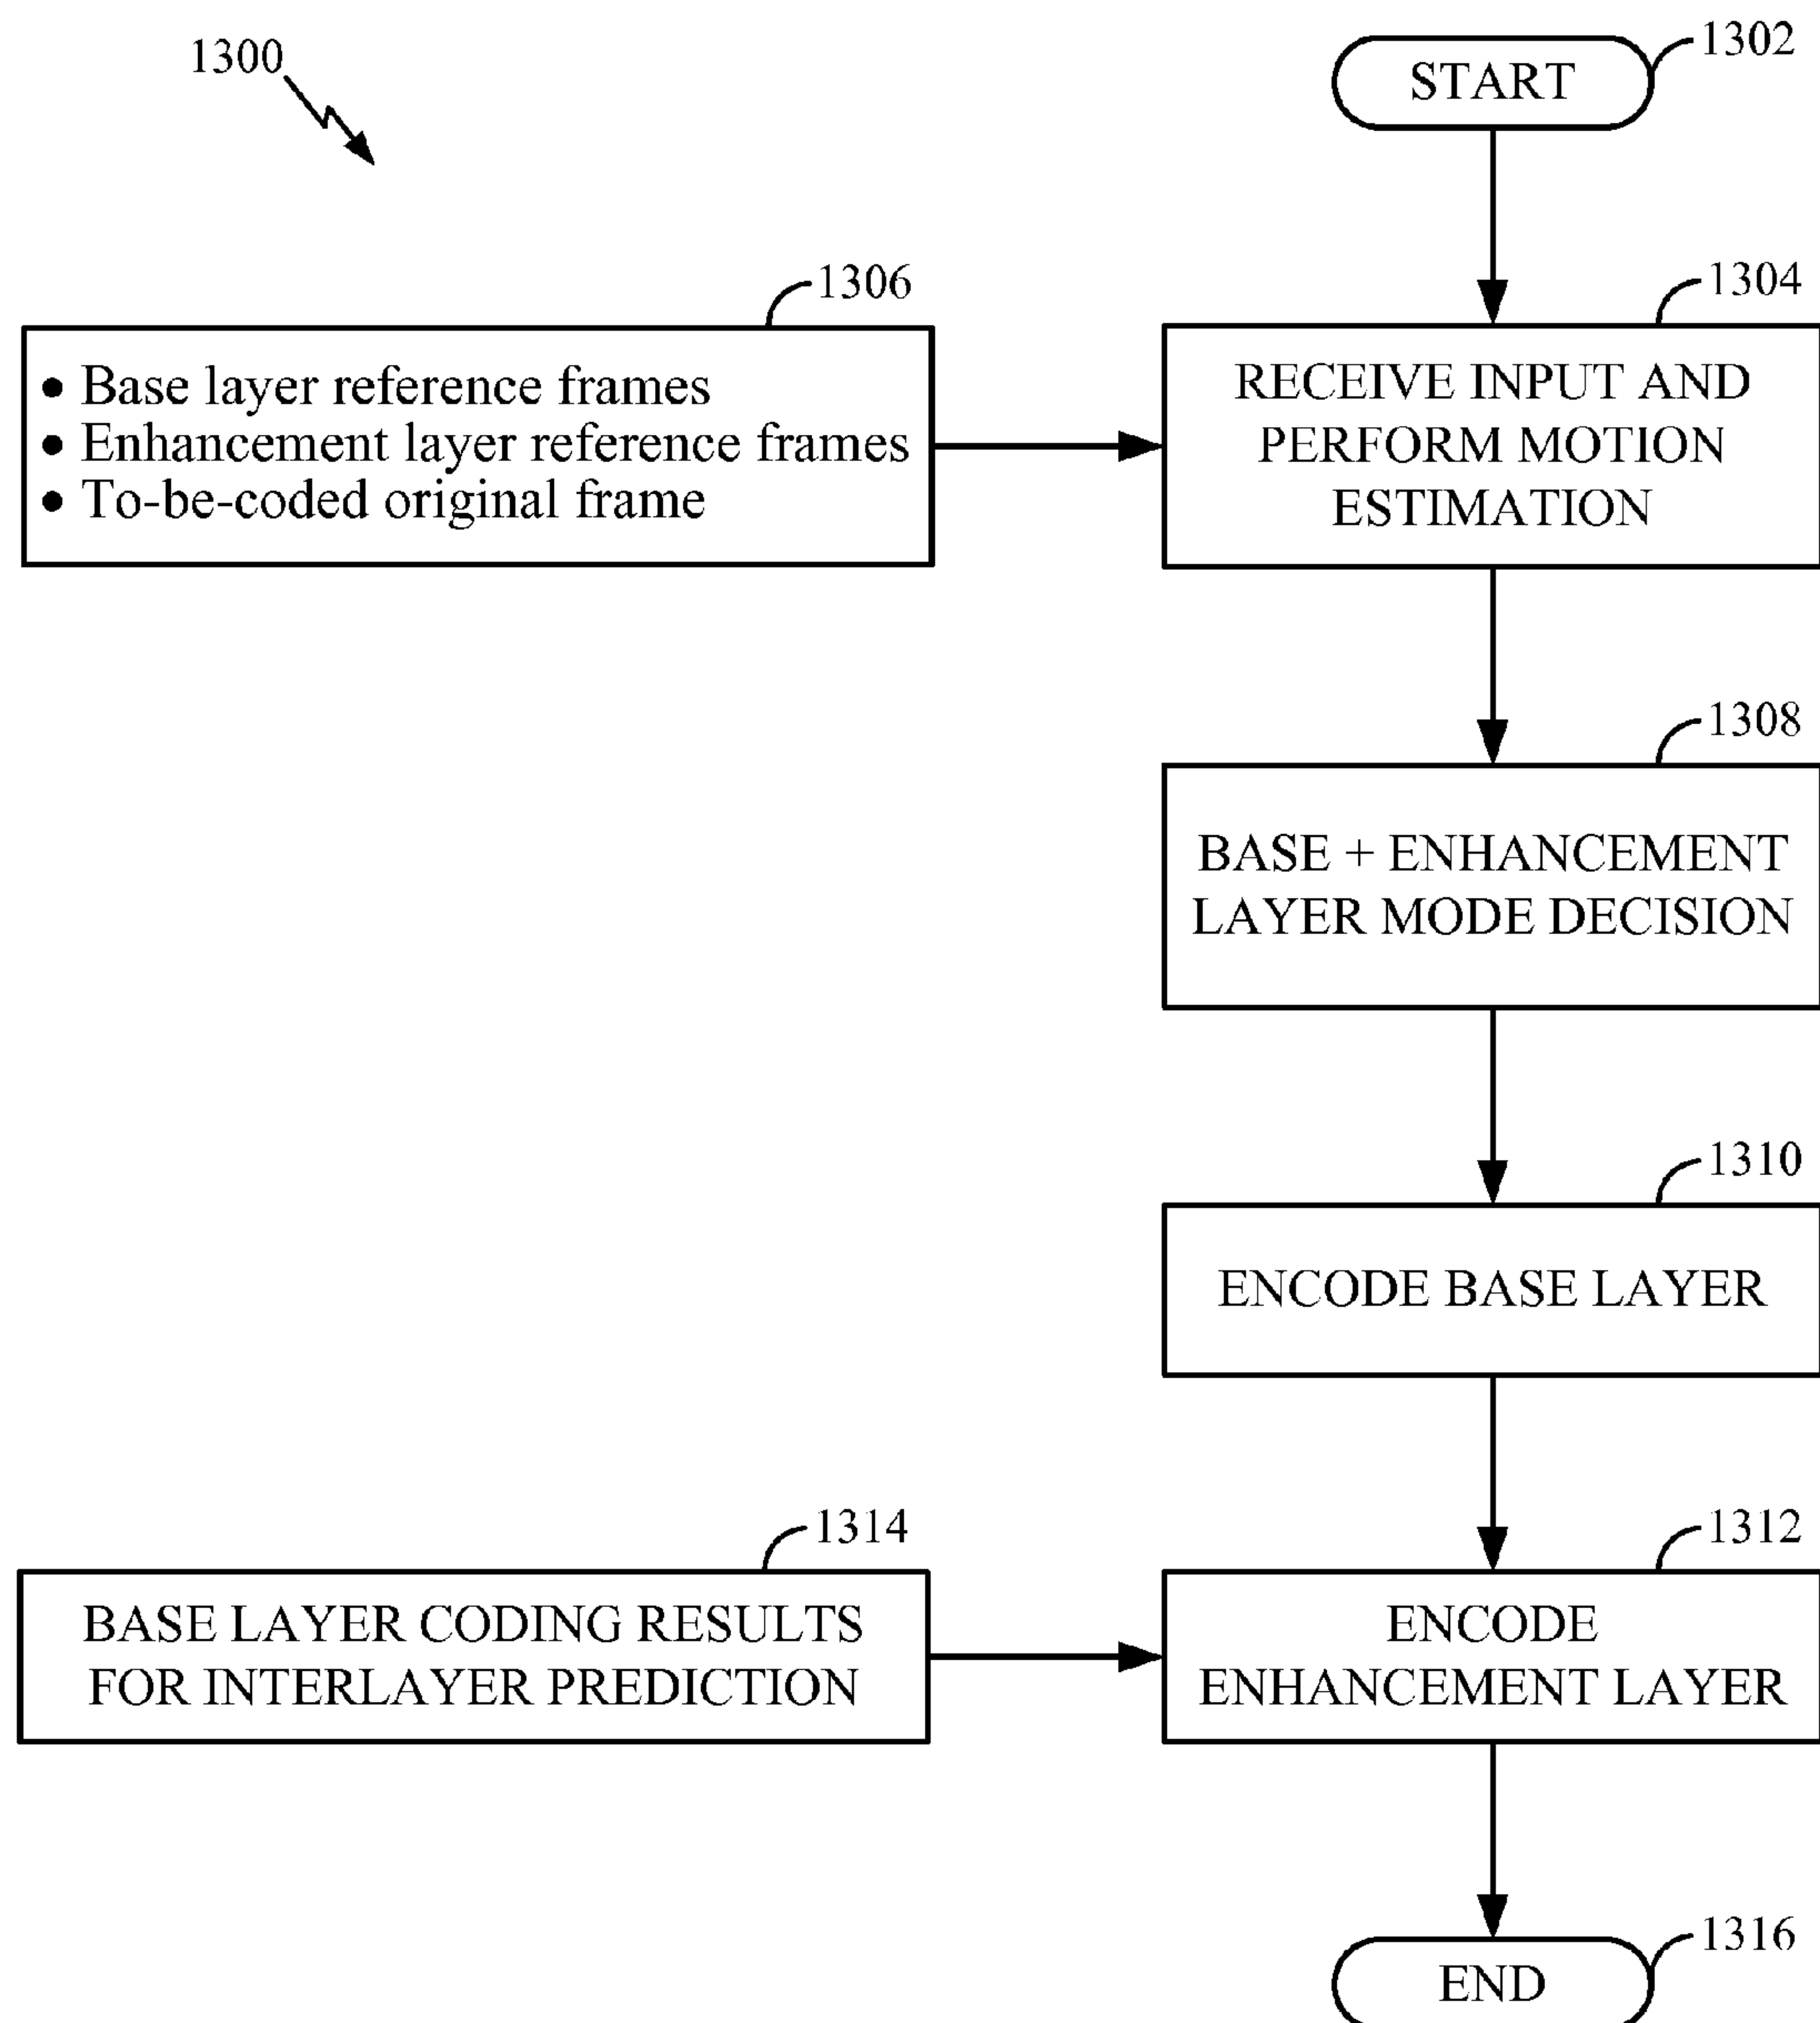 1300
START
1302
1306
• Base layer reference frames
• Enhancement layer reference frames
• To-be-coded original frame
1304
RECEIVE INPUT AND
PERFORM MOTION
ESTIMATION
1308
BASE + ENHANCEMENT
LAYER MODE DECISION
1310
ENCODE BASE LAYER
1314
BASE LAYER CODING RESULTS
FOR INTERLAYER PREDICTION
1312
ENCODE
ENHANCEMENT LAYER
1316
END